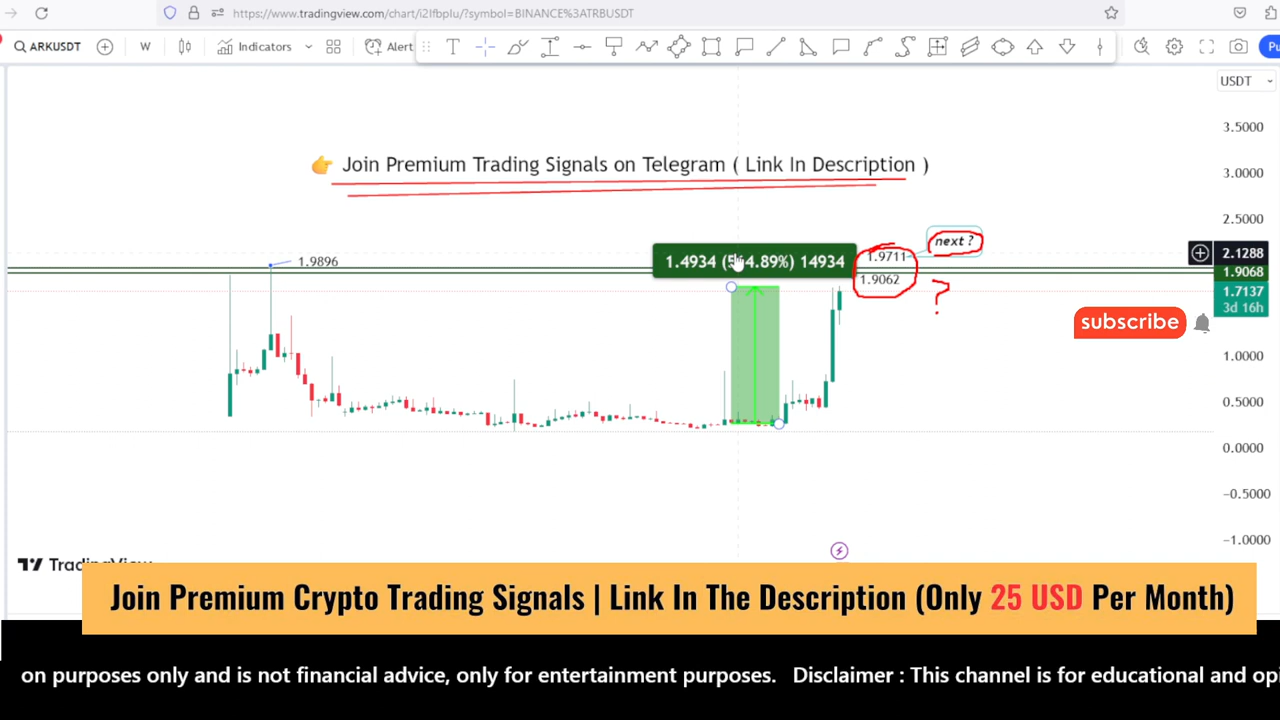 https://www.tradingview.com/chart/i2Ifbplu/?symbol=BINANCE%3ATRBUSDT
ARKUSDT
W
Indicators
Alert
USDT
3.5000
👉 Join Premium Trading Signals on Telegram ( Link In Description )
3.0000
2.5000
next ?
1.9896
1.4934 ( 4.89%) 14934
1.9711
2.1288
1.9068
1.9062
1.7137
3d 16h
?
subscribe
1.0000
0.5000
0.0000
−0.5000
−1.0000
TradingView
Join Premium Crypto Trading Signals | Link In The Description (Only 25 USD Per Month)
on purposes only and is not financial advice, only for entertainment purposes. Disclaimer : This channel is for educational and opi